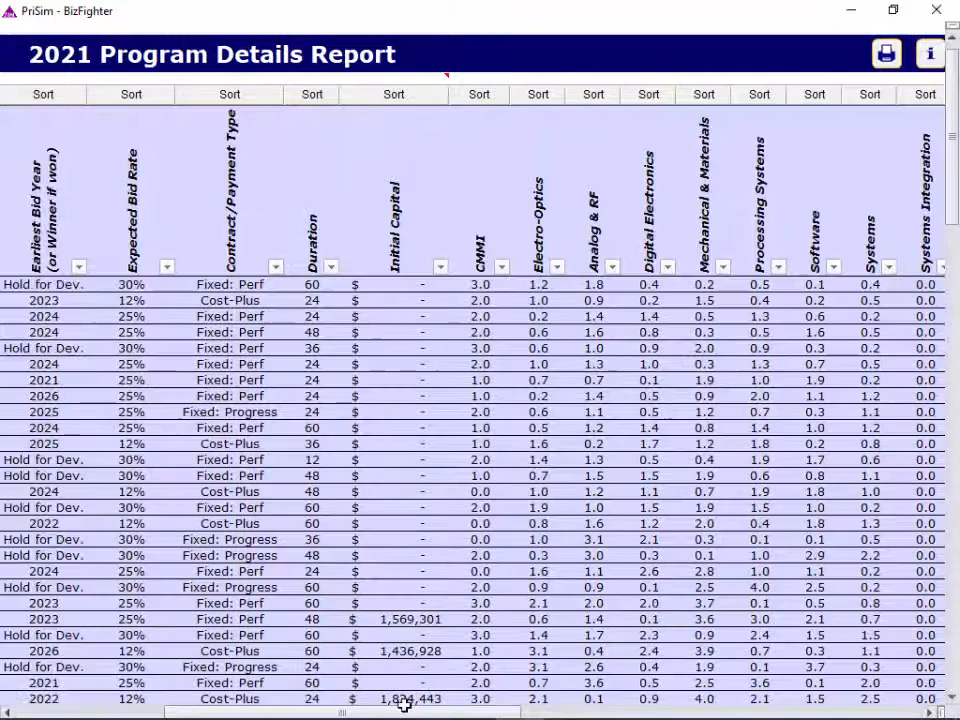 PriSim - BizFighter
2021 Program Details Report
Sort Sort Sort Sort Sort Sort Sort Sort Sort Sort Sort Sort Sort Sort
Earliest Bid Year (or Winner if won) Expected Bid Rate Contract/Payment Type Duration Initial Capital CMMI Electro-Optics Analog & RF Digital Electronics Mechanical & Materials Processing Systems Software Systems Systems Integration
Hold for Dev. 30% Fixed: Perf 60 $ - 3.0 1.2 1.8 0.4 0.2 0.5 0.1 0.4 0.0
2023 12% Cost-Plus 24 $ - 2.0 1.0 0.9 0.2 1.5 0.4 0.2 0.5 0.0
2024 25% Fixed: Perf 24 $ - 2.0 0.2 1.4 1.4 0.5 1.3 0.6 0.2 0.0
2024 25% Fixed: Perf 48 $ - 2.0 0.6 1.6 0.8 0.3 0.5 1.6 0.5 0.0
Hold for Dev. 30% Fixed: Perf 36 $ - 3.0 0.6 1.0 0.9 2.0 0.9 0.3 0.2 0.0
2024 25% Fixed: Perf 24 $ - 2.0 1.0 1.3 1.0 0.3 1.3 0.7 0.5 0.0
2021 25% Fixed: Perf 24 $ - 1.0 0.7 0.7 0.1 1.9 1.0 1.9 0.2 0.0
2026 25% Fixed: Perf 24 $ - 1.0 0.2 1.4 0.5 0.9 2.0 1.1 1.2 0.0
2025 25% Fixed: Progress 24 $ - 2.0 0.6 1.1 0.5 1.2 0.7 0.3 1.1 0.0
2024 25% Fixed: Perf 60 $ - 2.0 0.5 1.2 1.4 0.8 1.4 1.0 1.2 0.0
2025 12% Cost-Plus 36 $ - 1.0 1.6 0.2 1.7 1.2 1.8 0.2 0.8 0.0
Hold for Dev. 30% Fixed: Perf 12 $ - 2.0 1.4 1.3 0.5 0.4 1.9 1.7 0.6 0.0
Hold for Dev. 30% Fixed: Perf 48 $ - 1.0 0.7 1.5 1.5 1.9 0.6 0.8 1.1 0.0
2024 12% Cost-Plus 48 $ - 0.0 1.0 1.2 1.1 0.7 1.9 1.8 1.0 0.0
Hold for Dev. 30% Fixed: Perf 60 $ - 2.0 1.9 1.0 1.5 1.9 1.5 1.0 0.2 0.0
2022 12% Cost-Plus 60 $ - 0.0 0.8 1.6 1.2 2.0 0.4 1.8 1.3 0.0
Hold for Dev. 30% Fixed: Progress 36 $ - 0.0 1.0 3.1 2.1 0.3 0.1 0.1 0.5 0.0
Hold for Dev. 30% Fixed: Progress 48 $ - 2.0 0.3 3.0 0.3 0.1 1.0 2.9 2.2 0.0
2024 25% Fixed: Perf 24 $ - 0.0 1.6 1.1 2.6 2.8 1.0 1.1 0.2 0.0
Hold for Dev. 30% Fixed: Progress 60 $ - 2.0 0.9 0.9 0.1 2.5 4.0 2.5 0.2 0.0
2023 25% Fixed: Perf 60 $ - 3.0 2.1 2.0 2.0 3.7 0.1 0.5 0.8 0.0
2023 25% Fixed: Perf 48 $ 1,569,301 2.0 0.6 1.4 0.1 3.6 3.0 2.1 0.7 0.0
Hold for Dev. 30% Fixed: Perf 60 $ - 3.0 1.4 1.7 2.3 0.9 2.4 1.5 1.5 0.0
2026 12% Cost-Plus 60 $ 1,436,928 1.0 3.1 0.4 2.4 3.9 0.7 0.3 1.1 0.0
Hold for Dev. 30% Fixed: Progress 24 $ - 2.0 3.1 2.6 0.4 1.9 0.1 3.7 0.3 0.0
2021 25% Fixed: Perf 60 $ - 2.0 0.7 3.6 0.5 2.5 3.6 0.1 2.0 0.0
2022 12% Cost-Plus 24 $ 3.0 2.1 0.1 0.9 4.0 2.1 1.5 2.5 0.0